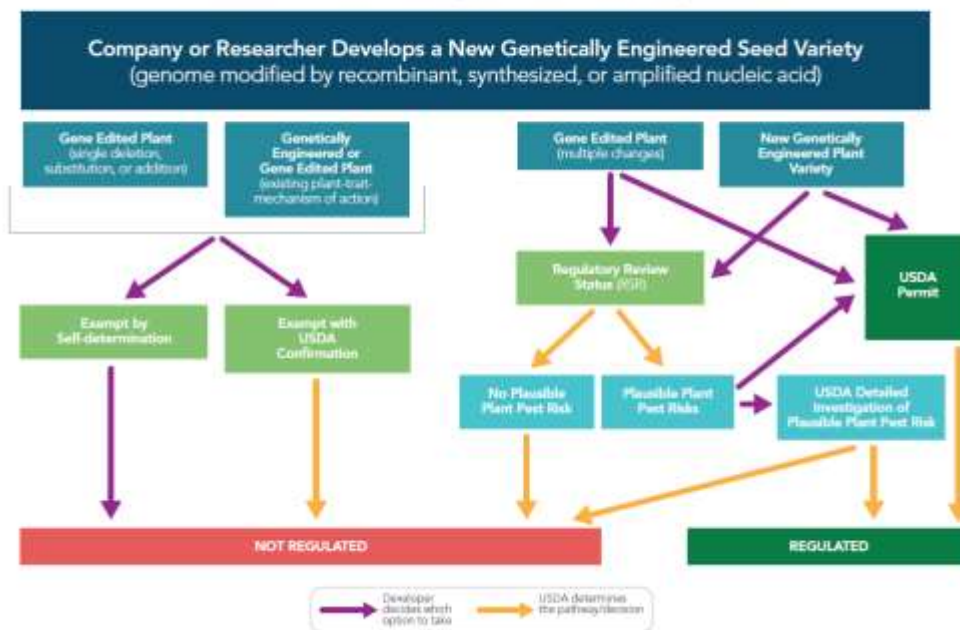 Company or Researcher Develops a New Genetically Engineered Seed Variety
(genome modified by recombinant, synthesized, or amplified nucleic acid)
Gene Edited Plant
(single deletion,
substitution, or addition)
Genetically
Engineered or
Gene Edited Plant
(existing plant-trait-
mechanism of action)
Gene Edited Plant
(multiple changes)
New Genetically
Engineered Plant
Variety
Regulatory Review
Status (RSR)
USDA
Permit
Exempt by
Self-determination
Exempt with
USDA
Confirmation
No Plausible
Plant Pest Risk
Plausible Plant
Pest Risks
USDA Detailed
Investigation of
Plausible Plant Pest Risk
NOT REGULATED
REGULATED
Developer
decides which
option to take
USDA determines
the pathway/decision